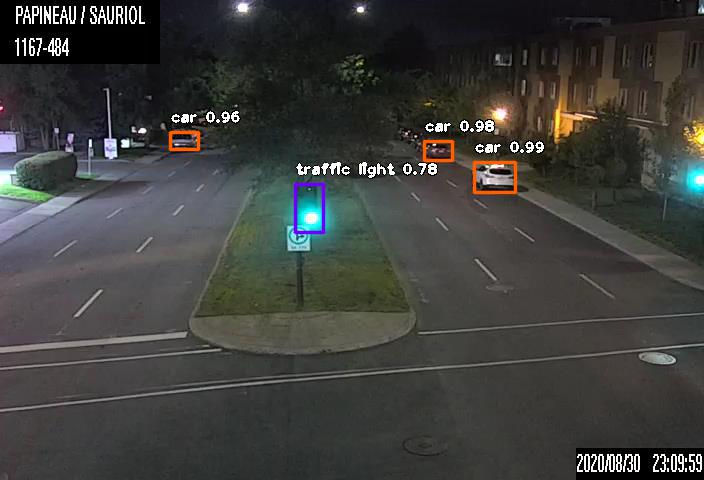 PAPINEAU / SAURIOL
1167-484
car 0.96
car 0.98
car 0.99
traffic light 0.78
2020/08/30 23:09:59